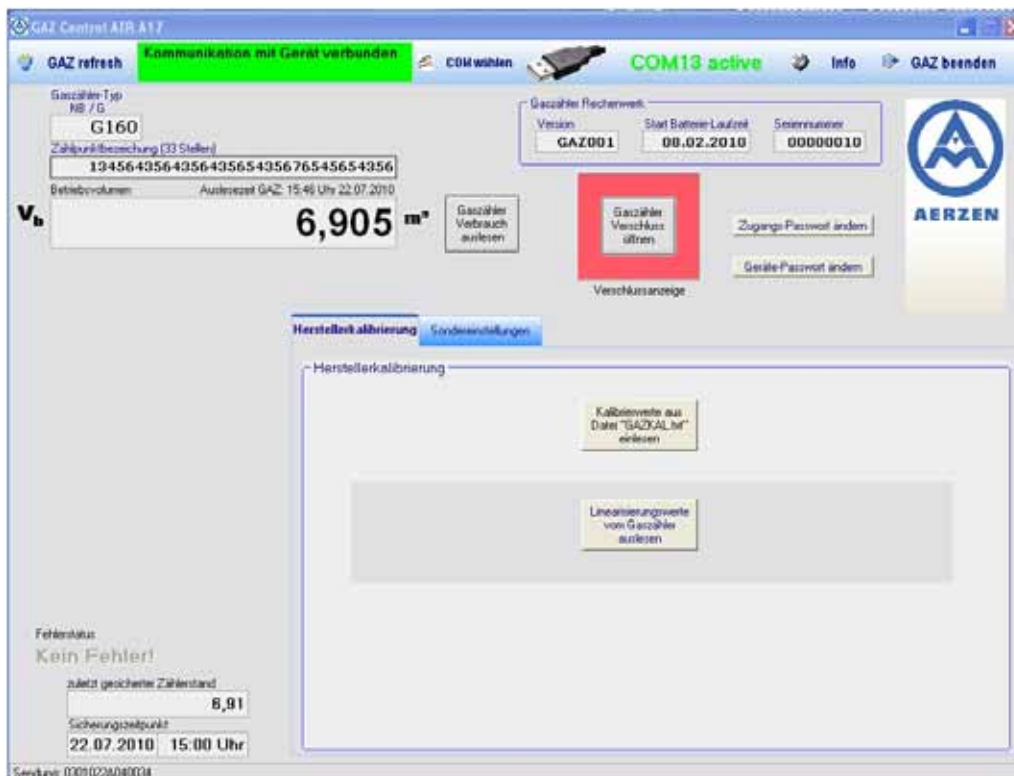 GAZ Control AIR A17
GAZ refresh
Kommunikation mit Gerät verbunden
COM wählen
COM13 active
Info
GAZ beenden
Gaszähler-Typ
NB / G
G160
Zählpunktbezeichung (33 Stellen)
Betriebsvolumen
Auslesezeit GAZ: 15:46 Uhr 22.07.2010
Vb
6,905 m³
Gaszähler
Verbrauch
auslesen
Gaszähler Rechenwerk
Version
Start Batterie-Laufzeit
Seriennummer
GAZ001
08.02.2010
00000010
Gaszähler
Verschluss
öffnen
Verschlussanzeige
Zugangs-Passwort ändern
Geräte-Passwort ändern
AERZEN
Herstellerkalibrierung
Sondereinstellungen
Herstellerkalibrierung
Kalibrierwerte aus
Datei "GAZKAL.txt"
einlesen
Linearisierungswerte
vom Gaszähler
auslesen
Fehlerstatus
Kein Fehler!
zuletzt gesicherter Zählerstand
6,91
Sicherungszeitpunkt
22.07.2010 15:00 Uhr